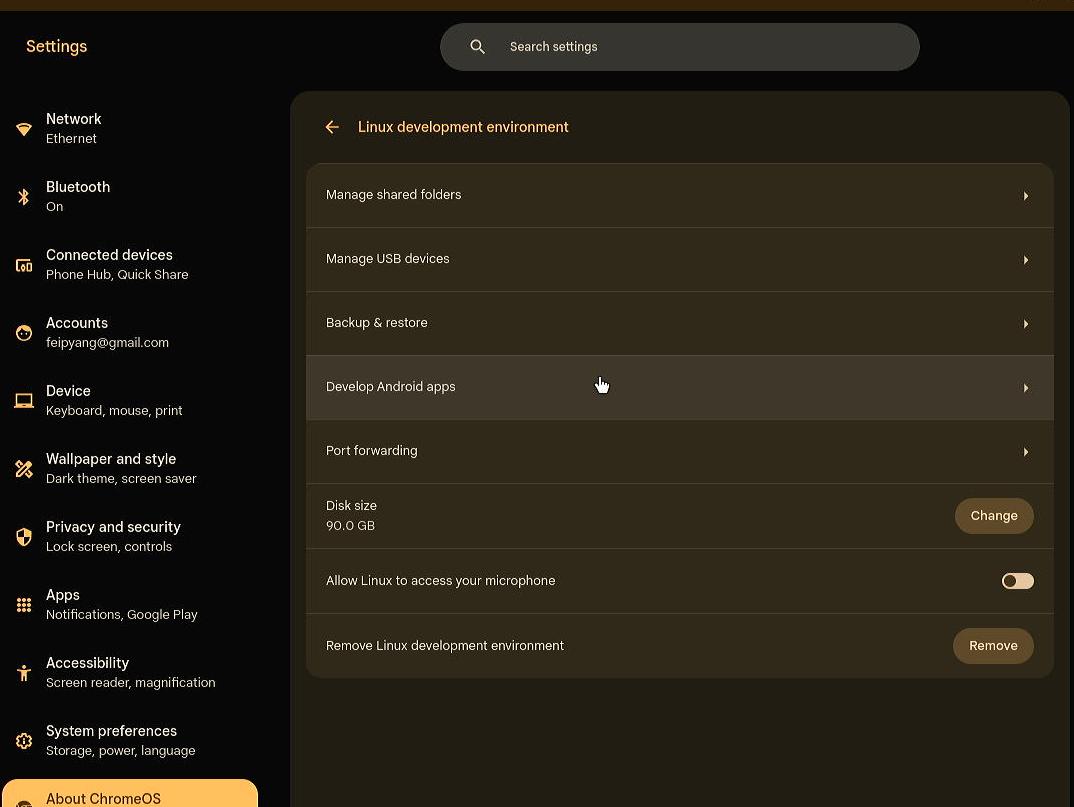 Settings
Search settings
Network
Ethernet
Bluetooth
On
Connected devices
Phone Hub, Quick Share
Accounts
feipyang@gmail.com
Device
Keyboard, mouse, print
Wallpaper and style
Dark theme, screen saver
Privacy and security
Lock screen, controls
Apps
Notifications, Google Play
Accessibility
Screen reader, magnification
System preferences
Storage, power, language
About ChromeOS
Linux development environment
Manage shared folders
Manage USB devices
Backup & restore
Develop Android apps
Port forwarding
Disk size
90.0 GB
Change
Allow Linux to access your microphone
Remove Linux development environment
Remove